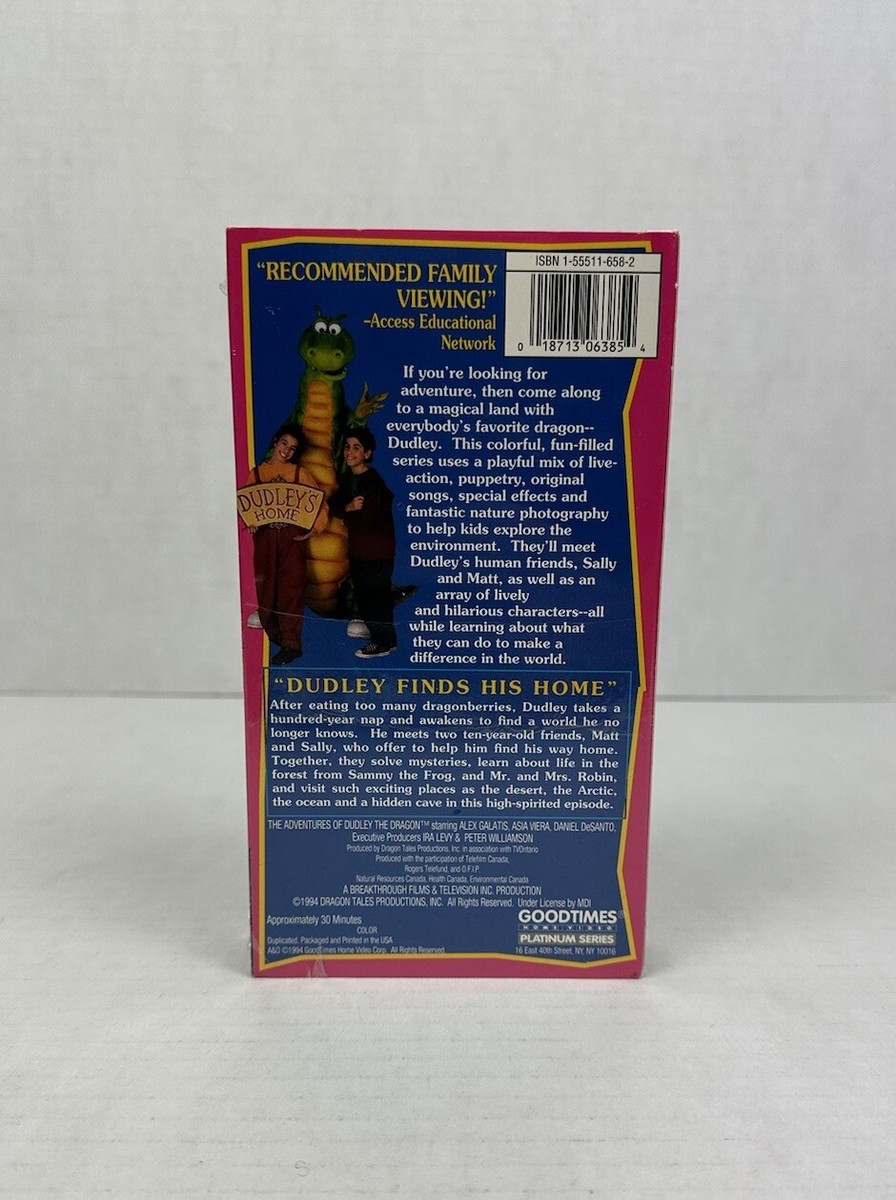 "RECOMMENDED FAMILY
VIEWING!"
–Access Educational
Network
ISBN 1-55511-658-2
0 18713 06385 4
If you're looking for
adventure, then come along
to a magical land with
everybody's favorite dragon--
Dudley. This colorful, fun-filled
series uses a playful mix of live-
action, puppetry, original
songs, special effects and
fantastic nature photography
to help kids explore the
environment. They'll meet
Dudley's human friends, Sally
and Matt, as well as an
array of lively
and hilarious characters--all
while learning about what
they can do to make a
difference in the world.
DUDLEY'S
HOME
"DUDLEY FINDS HIS HOME"
After eating too many dragonberries, Dudley takes a
hundred-year nap and awakens to find a world he no
longer knows. He meets two ten-year-old friends, Matt
and Sally, who offer to help him find his way home.
Together, they solve mysteries, learn about life in the
forest from Sammy the Frog, and Mr. and Mrs. Robin,
and visit such exciting places as the desert, the Arctic,
the ocean and a hidden cave in this high-spirited episode.
THE ADVENTURES OF DUDLEY THE DRAGON™ starring ALEX GALATIS, ASIA VIERA, DANIEL DeSANTO,
Executive Producers IRA LEVY & PETER WILLIAMSON
Produced by Dragon Tales Productions, Inc. in association with TVOntario
Produced with the participation of Telefilm Canada,
Rogers Telefund, and O.F.I.P.
Natural Resources Canada, Health Canada, Environmental Canada
A BREAKTHROUGH FILMS & TELEVISION INC. PRODUCTION
©1994 DRAGON TALES PRODUCTIONS, INC. All Rights Reserved. Under License by MDI
Approximately 30 Minutes
COLOR
Duplicated, Packaged and Printed in the USA
A&D ©1994 GoodTimes Home Video Corp. All Rights Reserved
GOODTIMES®
HOME VIDEO
PLATINUM SERIES
16 East 40th Street, NY, NY 10016